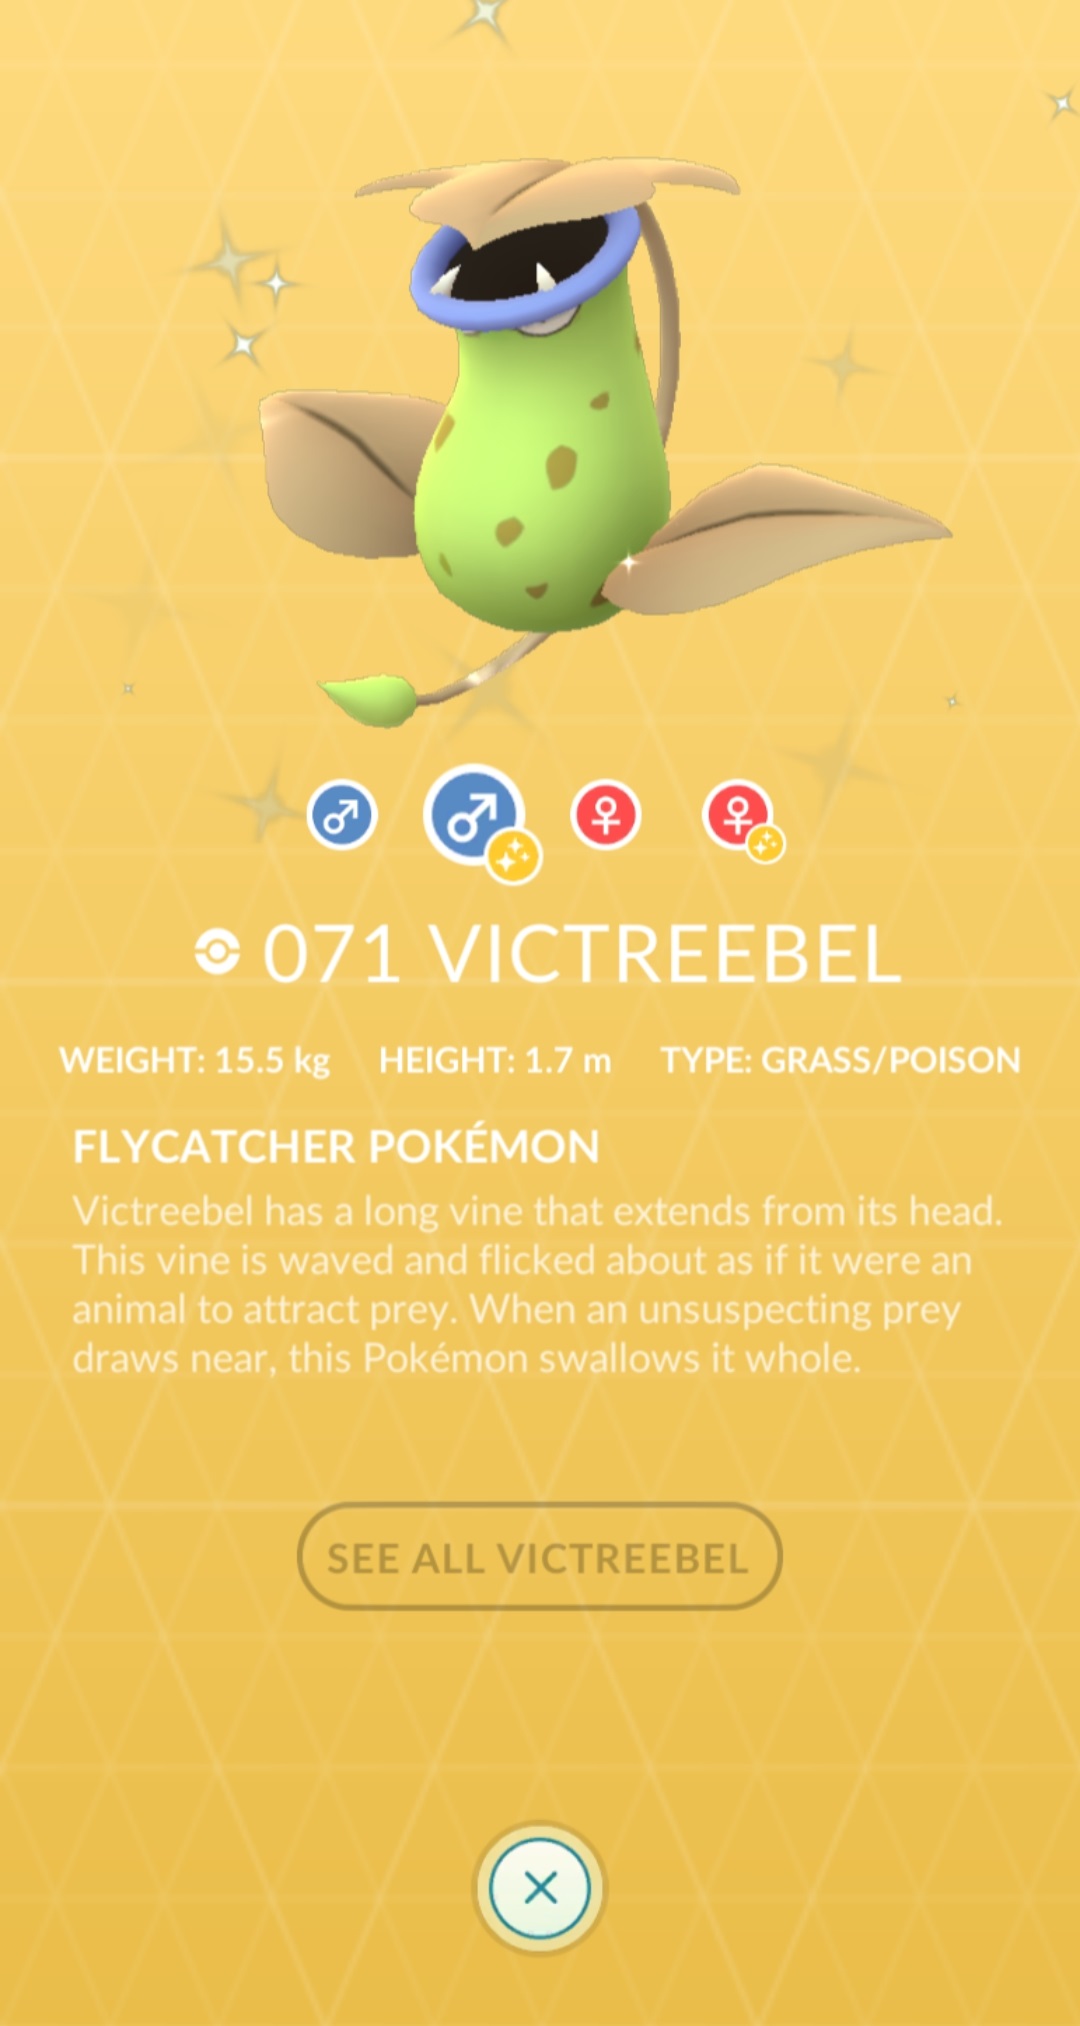 071 VICTREEBEL
WEIGHT: 15.5 kg HEIGHT: 1.7 m TYPE: GRASS/POISON
FLYCATCHER POKÉMON
Victreebel has a long vine that extends from its head.
This vine is waved and flicked about as if it were an
animal to attract prey. When an unsuspecting prey
draws near, this Pokémon swallows it whole.
SEE ALL VICTREEBEL